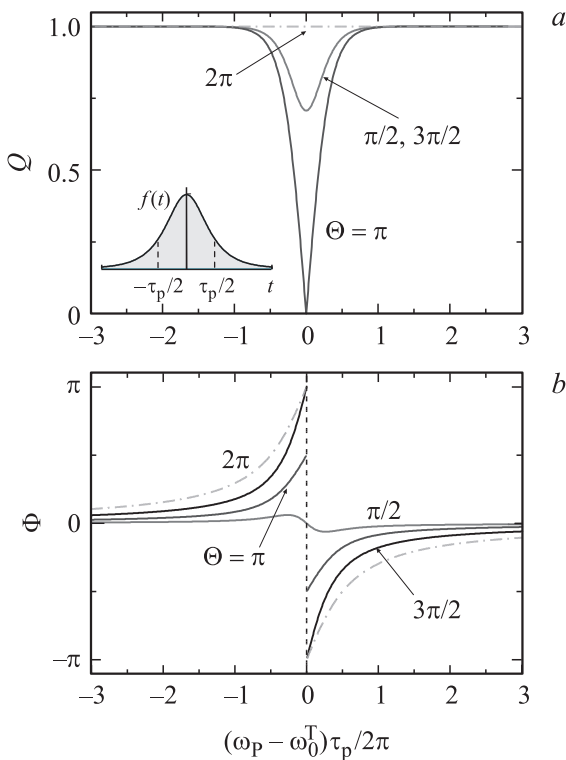 a
1.0
2π
π/2, 3π/2
Q
0.5
f(t)
Θ = π
−τp/2 τp/2 t
0
−3 −2 −1 0 1 2 3
b
π
2π
Φ
0
π/2
Θ = π
3π/2
−π
−3 −2 −1 0 1 2 3
(ωP − ω0T)τp/2π